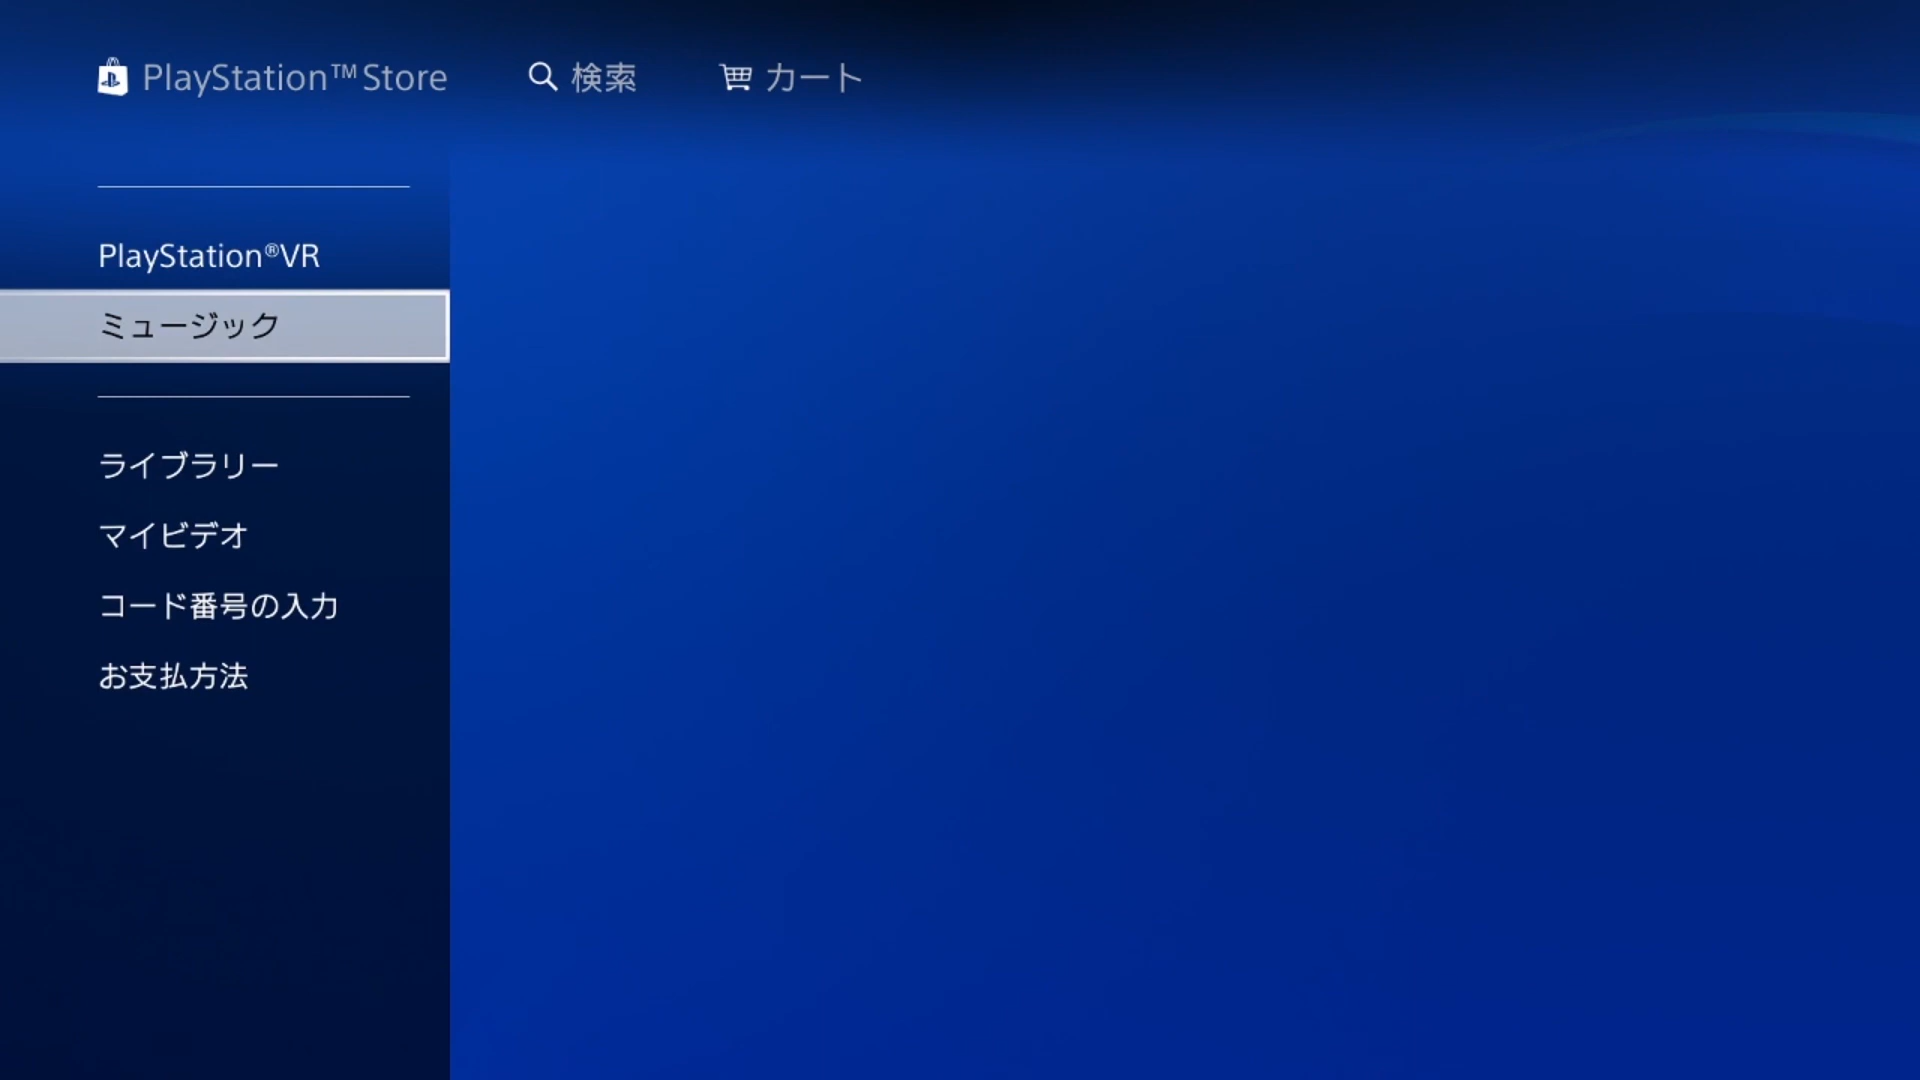 PlayStation™Store 検索 カート
PlayStation®VR
ミュージック
ライブラリー
マイビデオ
コード番号の入力
お支払方法